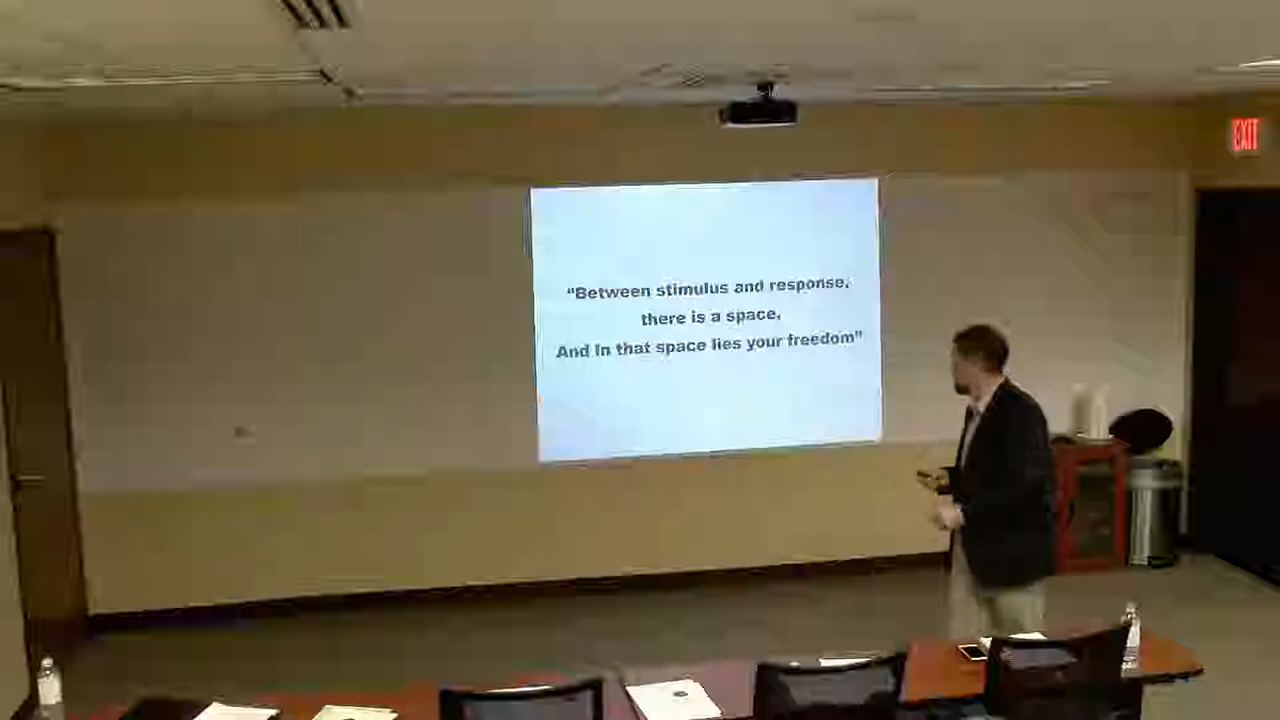 EXIT
“Between stimulus and response,
there is a space,
And in that space lies your freedom”